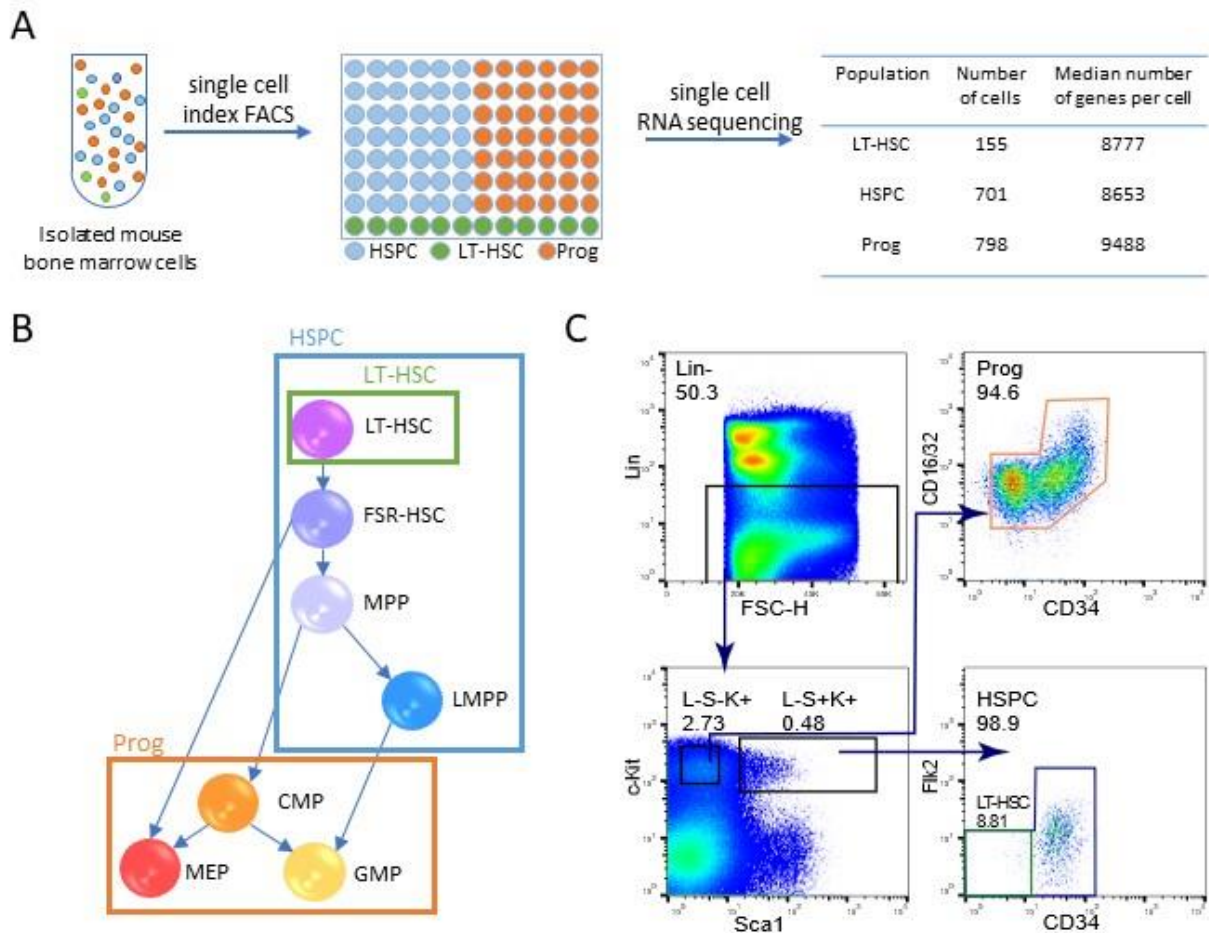 A
single cell
index FACS
single cell
RNA sequencing
Isolated mouse
bone marrow cells
HSPC LT-HSC Prog
Population Number of cells Median number of genes per cell
LT-HSC 155 8777
HSPC 701 8653
Prog 798 9488
B
HSPC
LT-HSC
LT-HSC
FSR-HSC
MPP
LMPP
Prog
CMP
MEP
GMP
C
Lin-
50.3
Lin
FSC-H
Prog
94.6
CD16/32
CD34
L-S-K+
2.73
L-S+K+
0.48
c-Kit
Sca1
HSPC
98.9
LT-HSC
8.81
Flk2
CD34